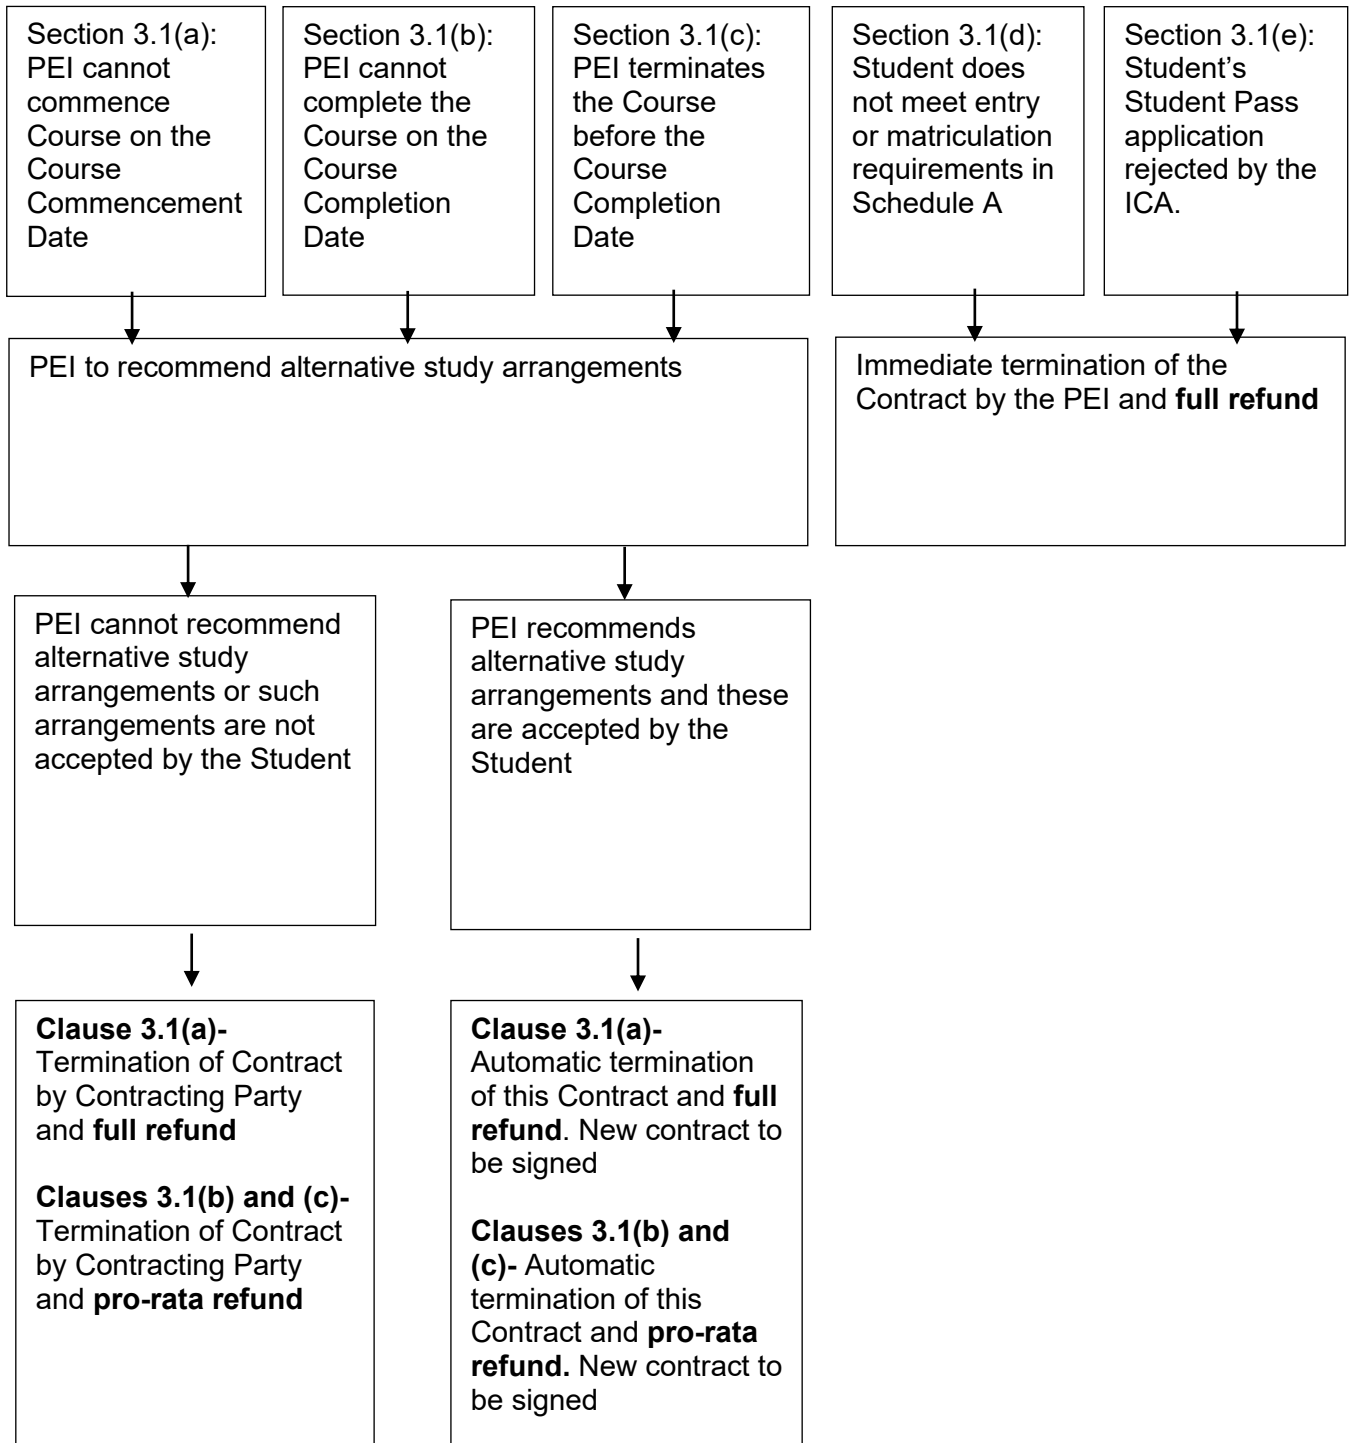 Section 3.1(a):
PEI cannot
commence
Course on the
Course
Commencement
Date
Section 3.1(b):
PEI cannot
complete the
Course on the
Course
Completion
Date
Section 3.1(c):
PEI terminates
the Course
before the
Course
Completion
Date
Section 3.1(d):
Student does
not meet entry
or matriculation
requirements in
Schedule A
Section 3.1(e):
Student’s
Student Pass
application
rejected by the
ICA.
PEI to recommend alternative study arrangements
Immediate termination of the
Contract by the PEI and full refund
PEI cannot recommend
alternative study
arrangements or such
arrangements are not
accepted by the Student
PEI recommends
alternative study
arrangements and these
are accepted by the
Student
Clause 3.1(a)-
Termination of Contract
by Contracting Party
and full refund
Clauses 3.1(b) and (c)-
Termination of Contract
by Contracting Party
and pro-rata refund
Clause 3.1(a)-
Automatic termination
of this Contract and full
refund. New contract to
be signed
Clauses 3.1(b) and
(c)- Automatic
termination of this
Contract and pro-rata
refund. New contract to
be signed